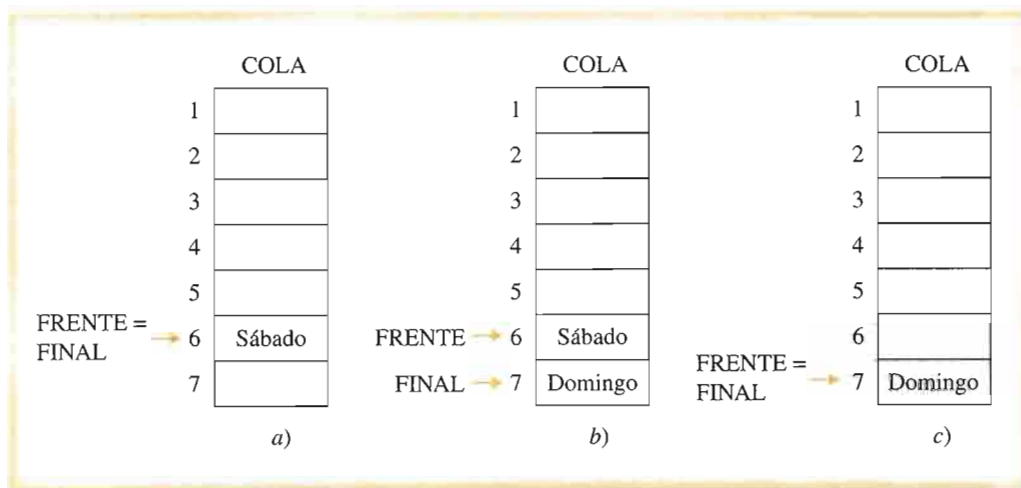 COLA
1
2
3
4
5
FRENTE =
FINAL
6 Sábado
7
a)
COLA
1
2
3
4
5
FRENTE 6 Sábado
FINAL 7 Domingo
b)
COLA
1
2
3
4
5
6
FRENTE =
FINAL
7 Domingo
c)